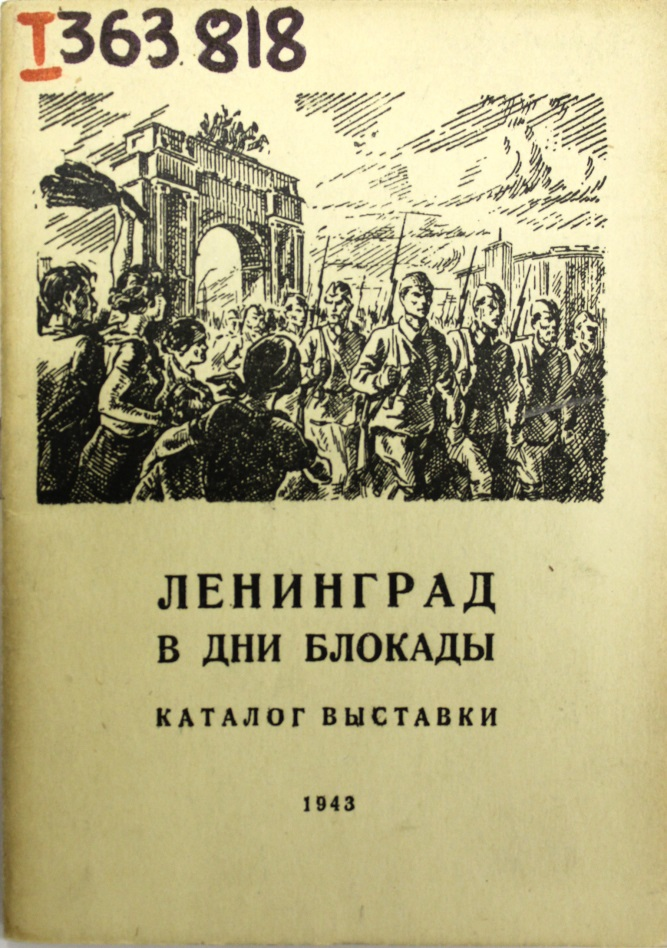 I363.818
ЛЕНИНГРАД
В ДНИ БЛОКАДЫ
КАТАЛОГ ВЫСТАВКИ
1943